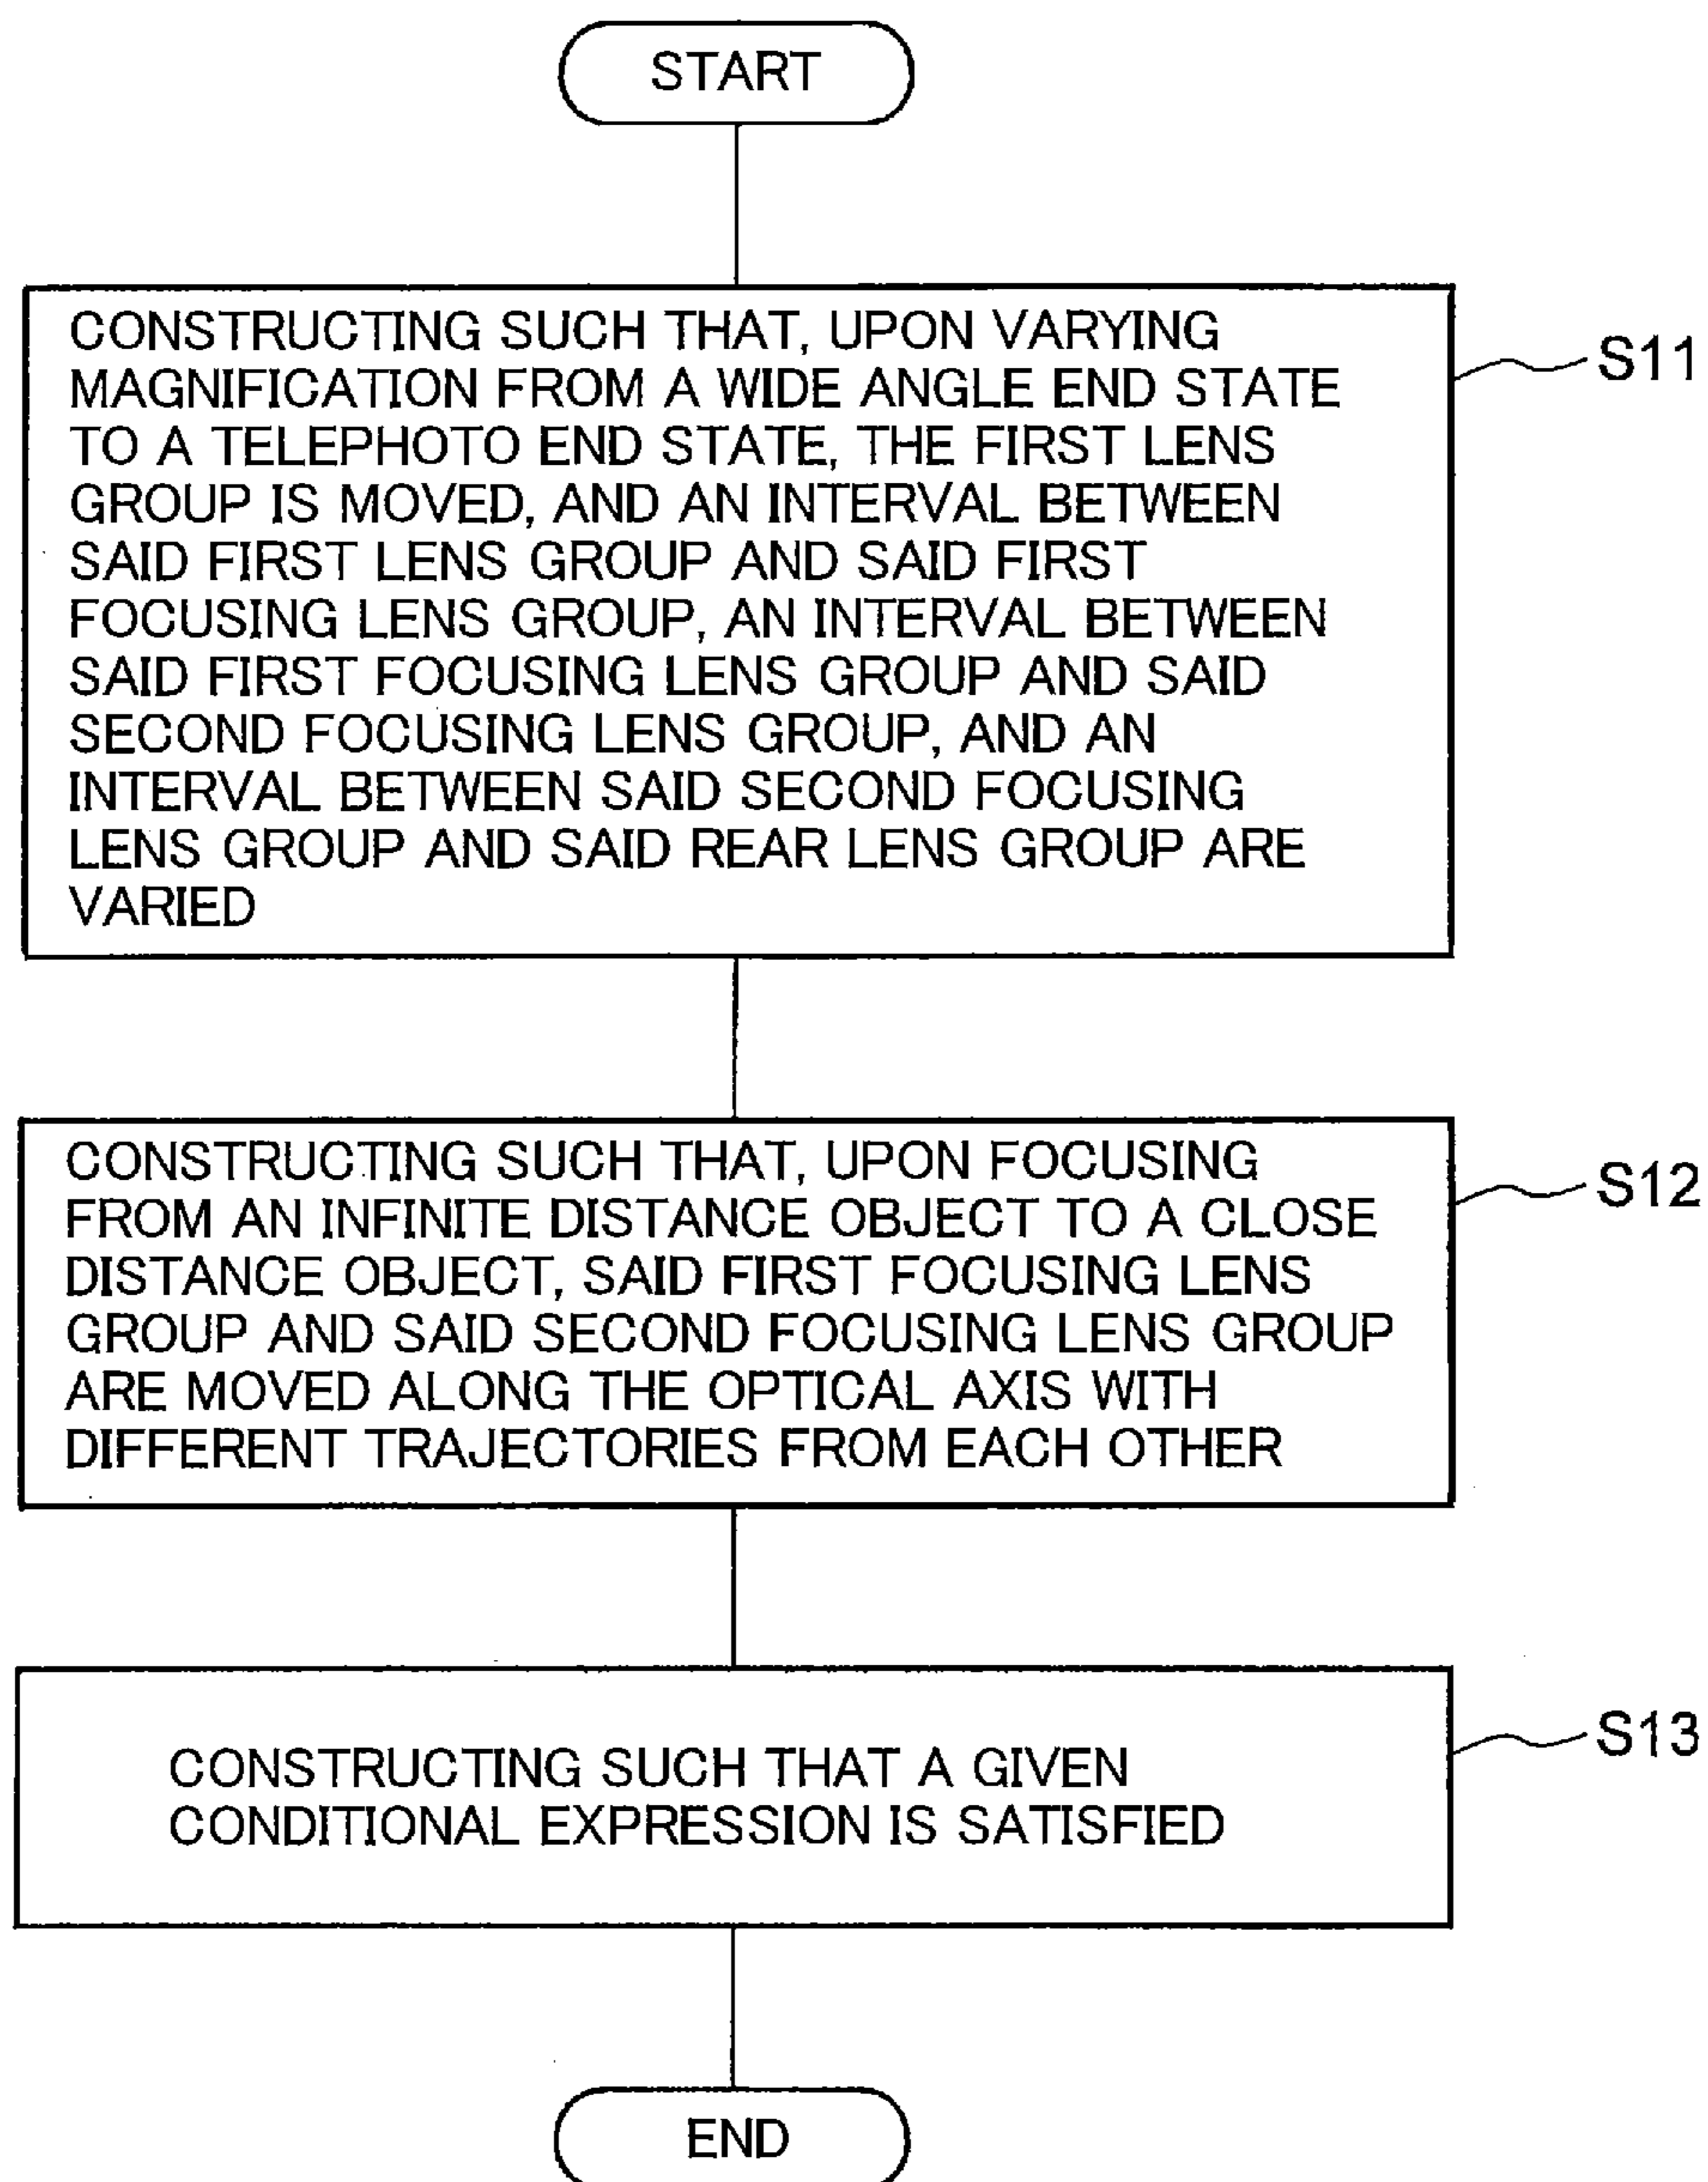 START
CONSTRUCTING SUCH THAT, UPON VARYING
MAGNIFICATION FROM A WIDE ANGLE END STATE
TO A TELEPHOTO END STATE, THE FIRST LENS
GROUP IS MOVED, AND AN INTERVAL BETWEEN
SAID FIRST LENS GROUP AND SAID FIRST
FOCUSING LENS GROUP, AN INTERVAL BETWEEN
SAID FIRST FOCUSING LENS GROUP AND SAID
SECOND FOCUSING LENS GROUP, AND AN
INTERVAL BETWEEN SAID SECOND FOCUSING
LENS GROUP AND SAID REAR LENS GROUP ARE
VARIED
S11
CONSTRUCTING SUCH THAT, UPON FOCUSING
FROM AN INFINITE DISTANCE OBJECT TO A CLOSE
DISTANCE OBJECT, SAID FIRST FOCUSING LENS
GROUP AND SAID SECOND FOCUSING LENS GROUP
ARE MOVED ALONG THE OPTICAL AXIS WITH
DIFFERENT TRAJECTORIES FROM EACH OTHER
S12
CONSTRUCTING SUCH THAT A GIVEN
CONDITIONAL EXPRESSION IS SATISFIED
S13
END